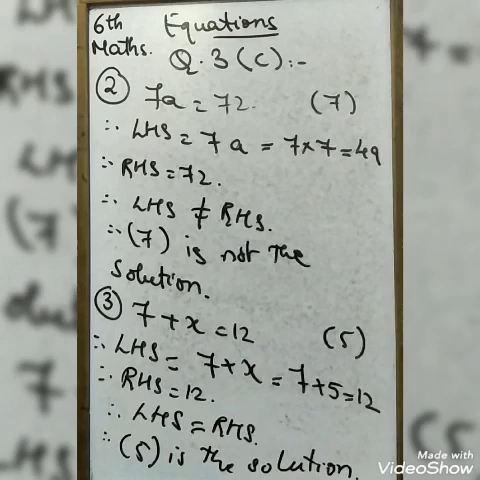 6th Maths.
Equations
Q.3 (C):-
② 7a = 72. (7)
∴ LHS = 7a = 7×7 = 49
∴ RHS = 72.
∴ LHS ≠ RHS.
∴ (7) is not the
solution.
③ 7+x = 12 (5)
∴ LHS = 7+x = 7+5 = 12
∴ RHS = 12.
∴ LHS = RHS.
∴ (5) is the solution.
Made with
VideoShow